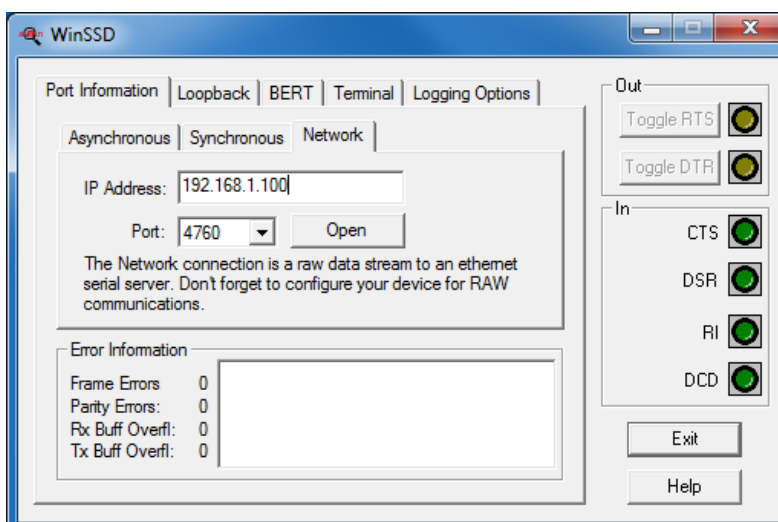 WinSSD
Port Information
Loopback
BERT
Terminal
Logging Options
Asynchronous
Synchronous
Network
IP Address: 192.168.1.100
Port: 4760
Open
The Network connection is a raw data stream to an ethernet
serial server. Don't forget to configure your device for RAW
communications.
Error Information
Frame Errors 0
Parity Errors: 0
Rx Buff Overfl: 0
Tx Buff Overfl: 0
Out
Toggle RTS
Toggle DTR
In
CTS
DSR
RI
DCD
Exit
Help